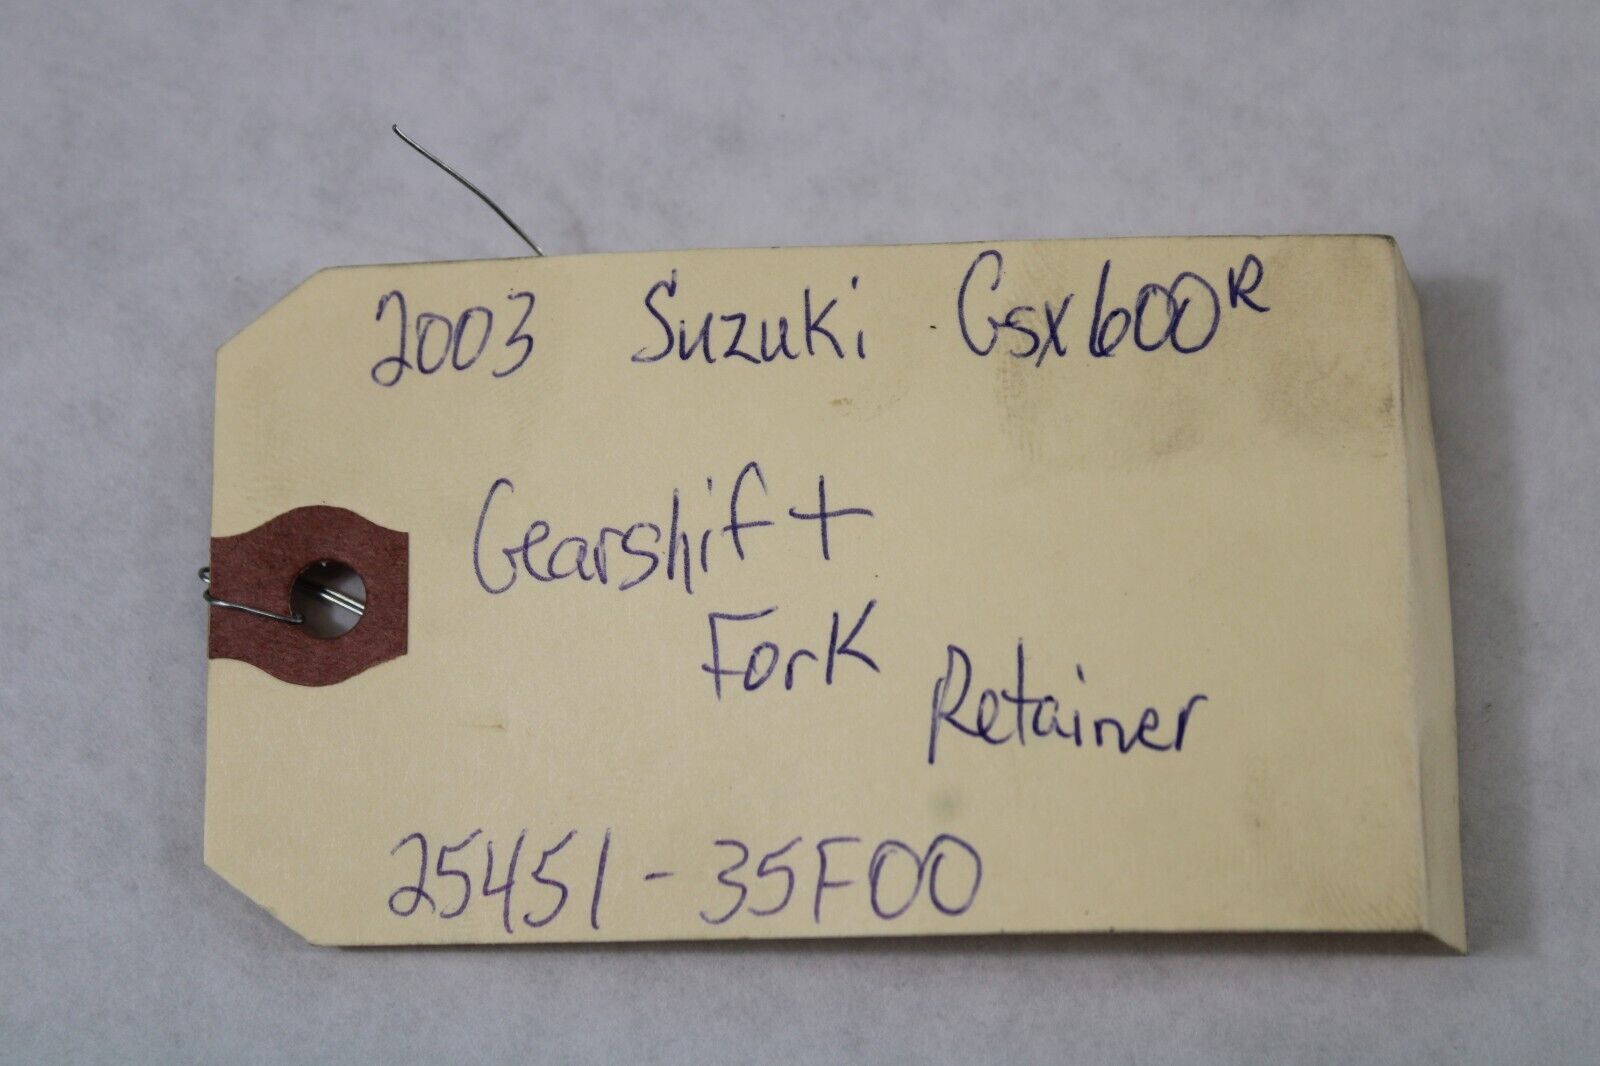 2003 Suzuki Gsx600R
Gearshift
Fork
Retainer
25451-35F00